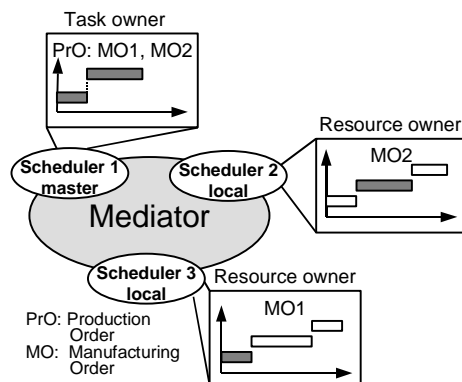 Task owner
PrO: MO1, MO2
Resource owner
MO2
Scheduler 1
master
Scheduler 2
local
Mediator
Scheduler 3
local
Resource owner
MO1
PrO: Production
Order
MO: Manufacturing
Order